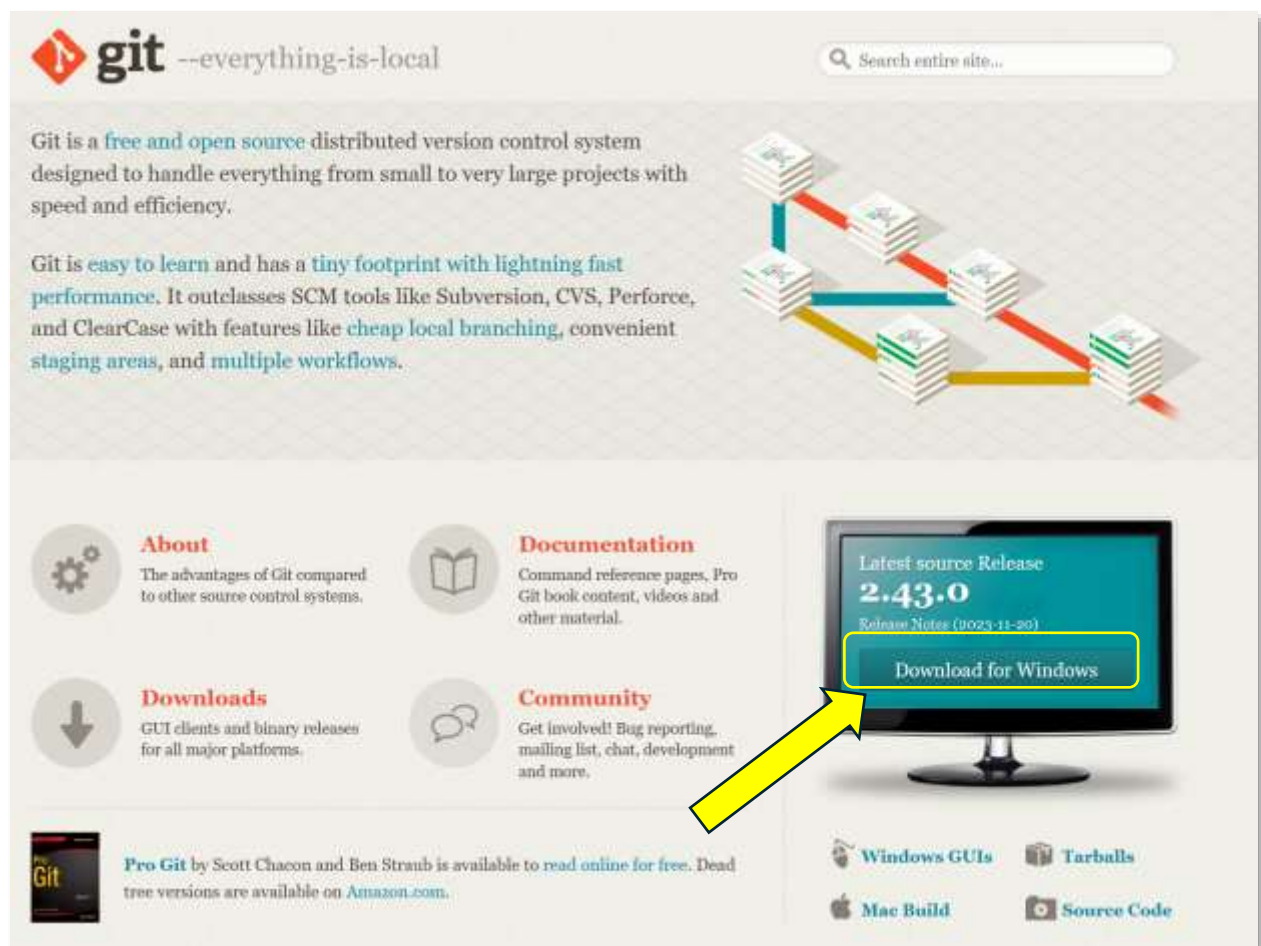 git --everything-is-local
Search entire site...
Git is a free and open source distributed version control system
designed to handle everything from small to very large projects with
speed and efficiency.
Git is easy to learn and has a tiny footprint with lightning fast
performance. It outclasses SCM tools like Subversion, CVS, Perforce,
and ClearCase with features like cheap local branching, convenient
staging areas, and multiple workflows.
About
The advantages of Git compared
to other source control systems.
Documentation
Command reference pages, Pro
Git book content, videos and
other material.
Downloads
GUI clients and binary releases
for all major platforms.
Community
Get involved! Bug reporting,
mailing list, chat, development
and more.
Latest source Release
2.43.0
Release Notes (2023-11-20)
Download for Windows
Pro
Git
Pro Git by Scott Chacon and Ben Straub is available to read online for free. Dead
tree versions are available on Amazon.com.
Windows GUIs
Tarballs
Mac Build
Source Code